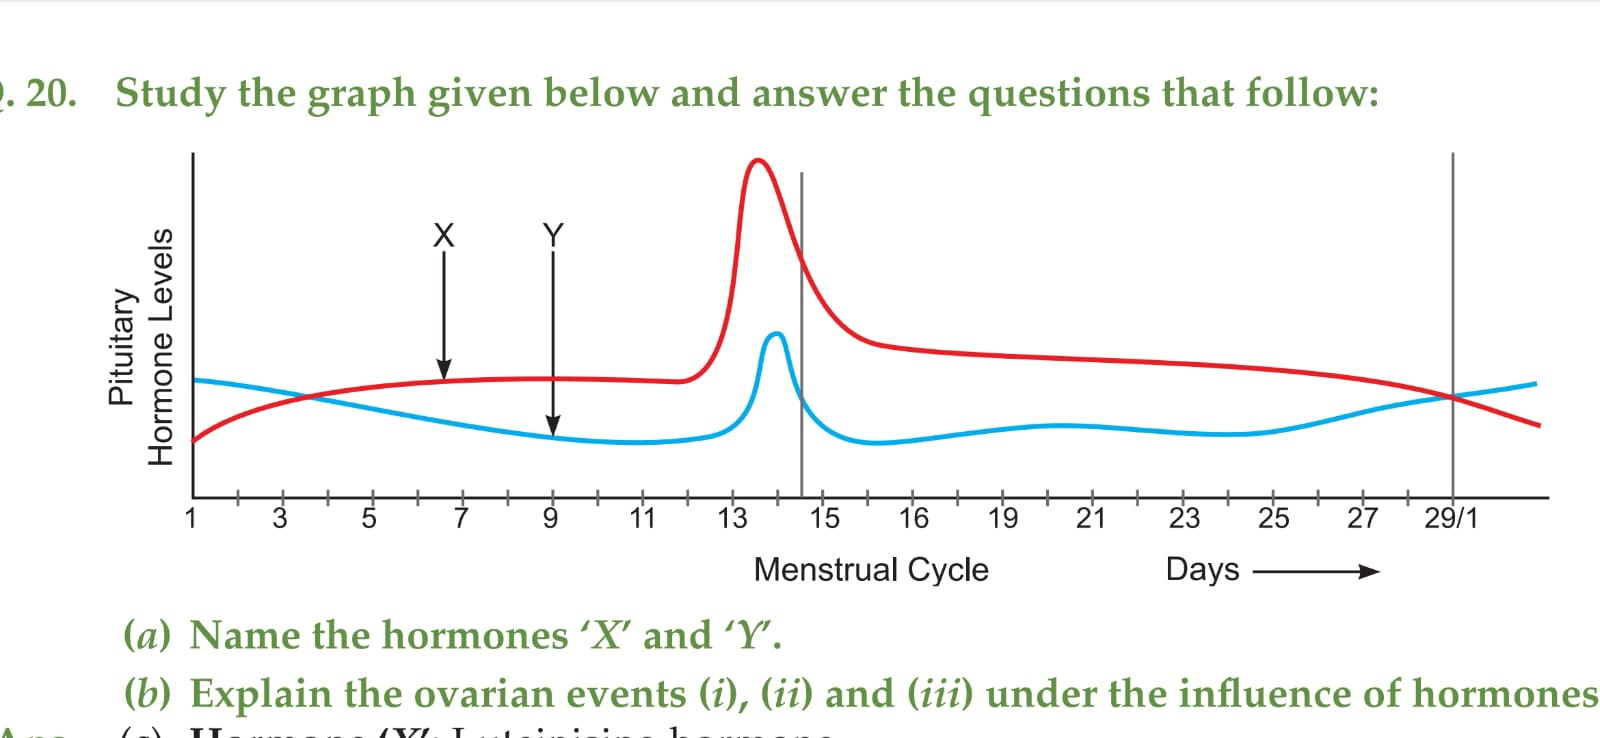 . 20. Study the graph given below and answer the questions that follow:
Pituitary
Hormone Levels
X Y
1 3 5 7 9 11 13 15 16 19 21 23 25 27 29/1
Menstrual Cycle Days
(a) Name the hormones ‘X’ and ‘Y’.
(b) Explain the ovarian events (i), (ii) and (iii) under the influence of hormones